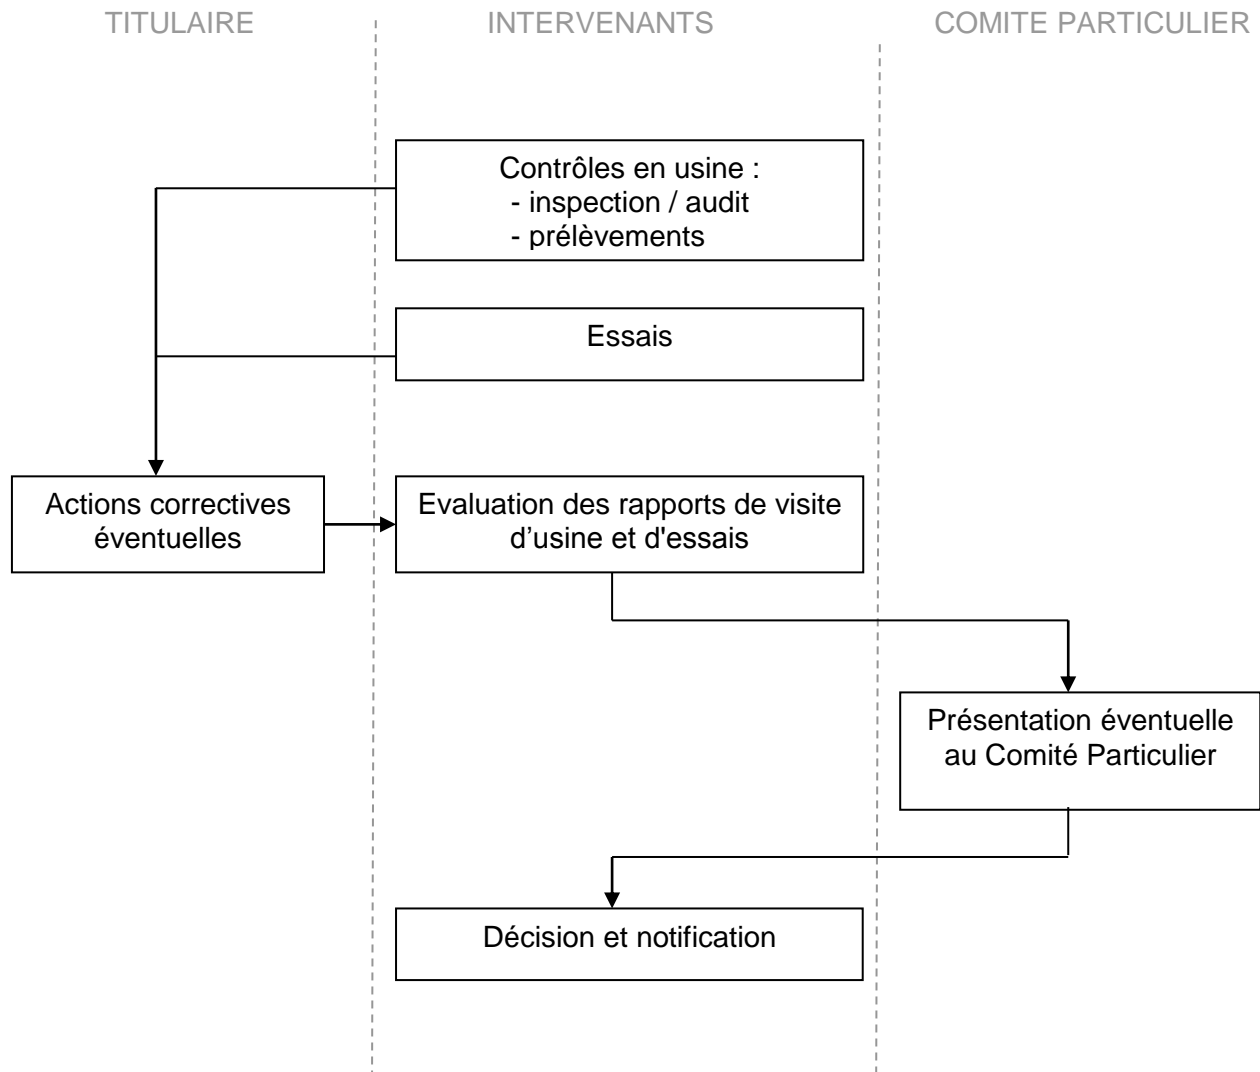 TITULAIRE
INTERVENANTS
COMITE PARTICULIER
Contrôles en usine :
- inspection / audit
- prélèvements
Essais
Actions correctives
éventuelles
Evaluation des rapports de visite
d’usine et d'essais
Présentation éventuelle
au Comité Particulier
Décision et notification